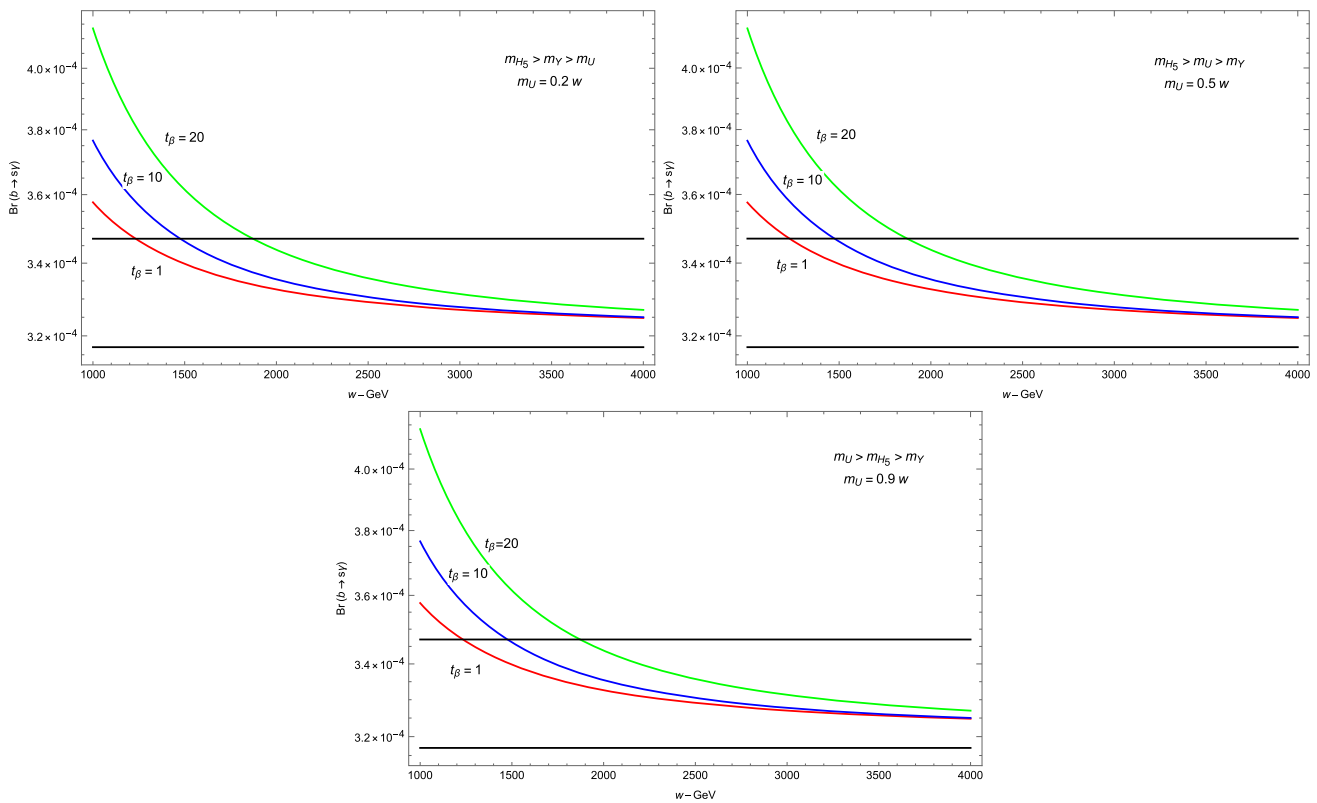 4.0×10⁻⁴
3.8×10⁻⁴
3.6×10⁻⁴
3.4×10⁻⁴
3.2×10⁻⁴
Br (b → sγ)
m_{H_5} > m_Y > m_U
m_U = 0.2 w
t_β = 20
t_β = 10
t_β = 1
1000 1500 2000 2500 3000 3500 4000
w – GeV
4.0×10⁻⁴
3.8×10⁻⁴
3.6×10⁻⁴
3.4×10⁻⁴
3.2×10⁻⁴
Br (b → sγ)
m_{H_5} > m_U > m_Y
m_U = 0.5 w
t_β = 20
t_β = 10
t_β = 1
1000 1500 2000 2500 3000 3500 4000
w – GeV
4.0×10⁻⁴
3.8×10⁻⁴
3.6×10⁻⁴
3.4×10⁻⁴
3.2×10⁻⁴
Br (b → sγ)
m_U > m_{H_5} > m_Y
m_U = 0.9 w
t_β=20
t_β = 10
t_β = 1
1000 1500 2000 2500 3000 3500 4000
w – GeV